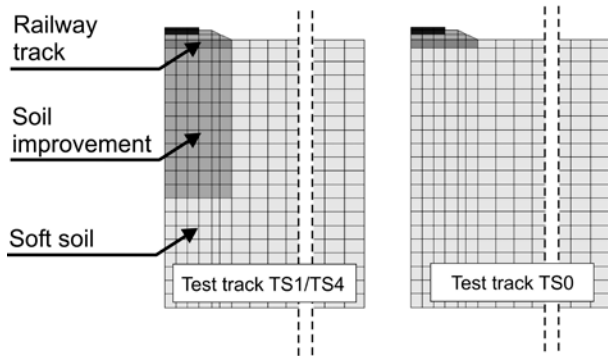 Railway
track
Soil
improvement
Soft soil
Test track TS1/TS4
Test track TS0